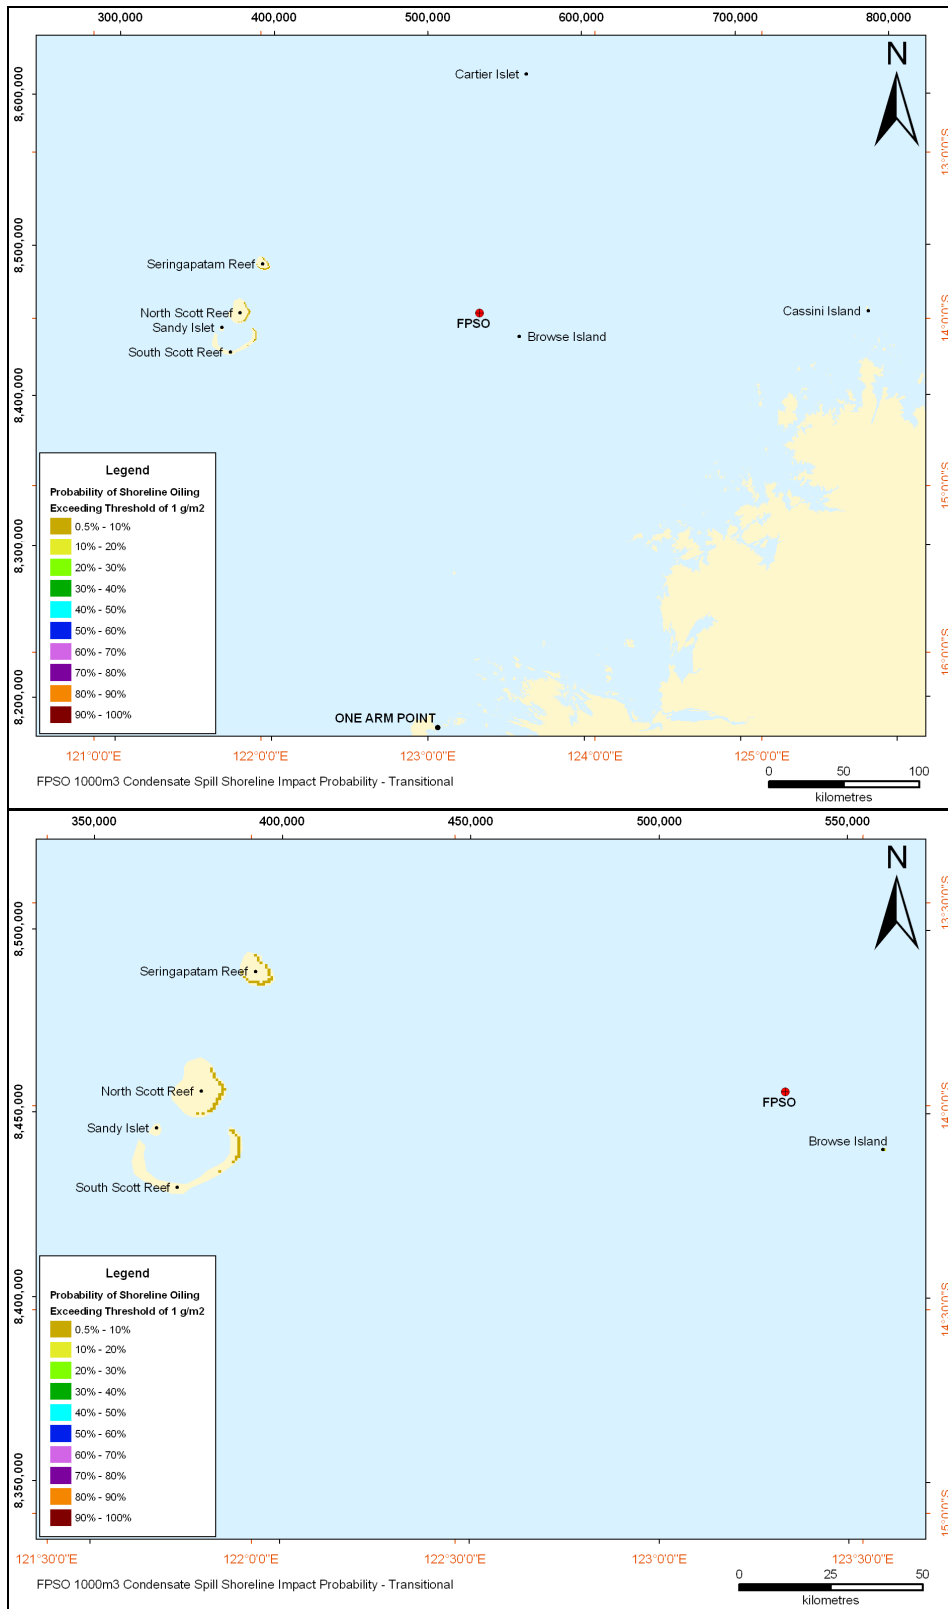 300,000 400,000 500,000 600,000 700,000 800,000
N
Cartier Islet
8,600,000
13°0'0"S
8,500,000
Seringapatam Reef
North Scott Reef
Sandy Islet
South Scott Reef
FPSO
Browse Island
Cassini Island
14°0'0"S
8,400,000
Legend
Probability of Shoreline Oiling
Exceeding Threshold of 1 g/m2
0.5% - 10%
10% - 20%
20% - 30%
30% - 40%
40% - 50%
50% - 60%
60% - 70%
70% - 80%
80% - 90%
90% - 100%
15°0'0"S
8,300,000
16°0'0"S
8,200,000
ONE ARM POINT
121°0'0"E 122°0'0"E 123°0'0"E 124°0'0"E 125°0'0"E
FPSO 1000m3 Condensate Spill Shoreline Impact Probability - Transitional
0 50 100
kilometres
350,000 400,000 450,000 500,000 550,000
N
13°30'0"S
8,500,000
Seringapatam Reef
North Scott Reef
Sandy Islet
South Scott Reef
FPSO
Browse Island
8,450,000
14°0'0"S
8,400,000
14°30'0"S
Legend
Probability of Shoreline Oiling
Exceeding Threshold of 1 g/m2
0.5% - 10%
10% - 20%
20% - 30%
30% - 40%
40% - 50%
50% - 60%
60% - 70%
70% - 80%
80% - 90%
90% - 100%
8,350,000
15°0'0"S
121°30'0"E 122°0'0"E 122°30'0"E 123°0'0"E 123°30'0"E
FPSO 1000m3 Condensate Spill Shoreline Impact Probability - Transitional
0 25 50
kilometres